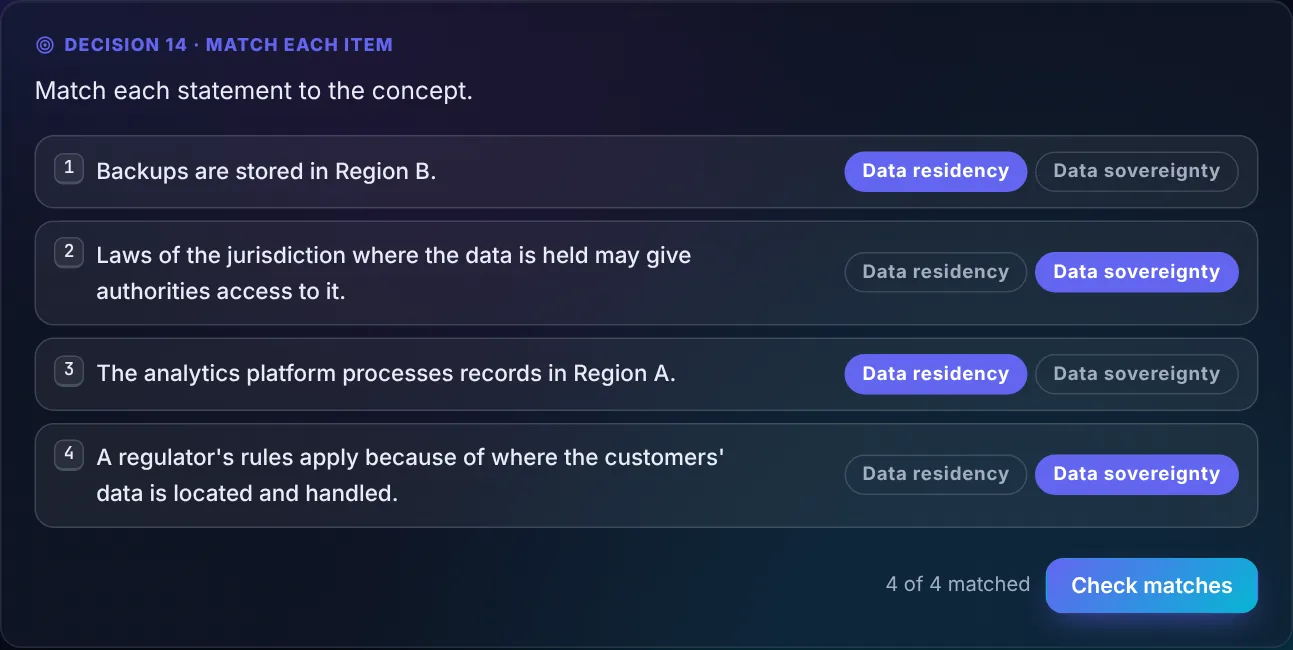 DECISION 14 · MATCH EACH ITEM
Match each statement to the concept.
1 Backups are stored in Region B. Data residency Data sovereignty
2 Laws of the jurisdiction where the data is held may give
authorities access to it. Data residency Data sovereignty
3 The analytics platform processes records in Region A. Data residency Data sovereignty
4 A regulator's rules apply because of where the customers'
data is located and handled. Data residency Data sovereignty
4 of 4 matched Check matches